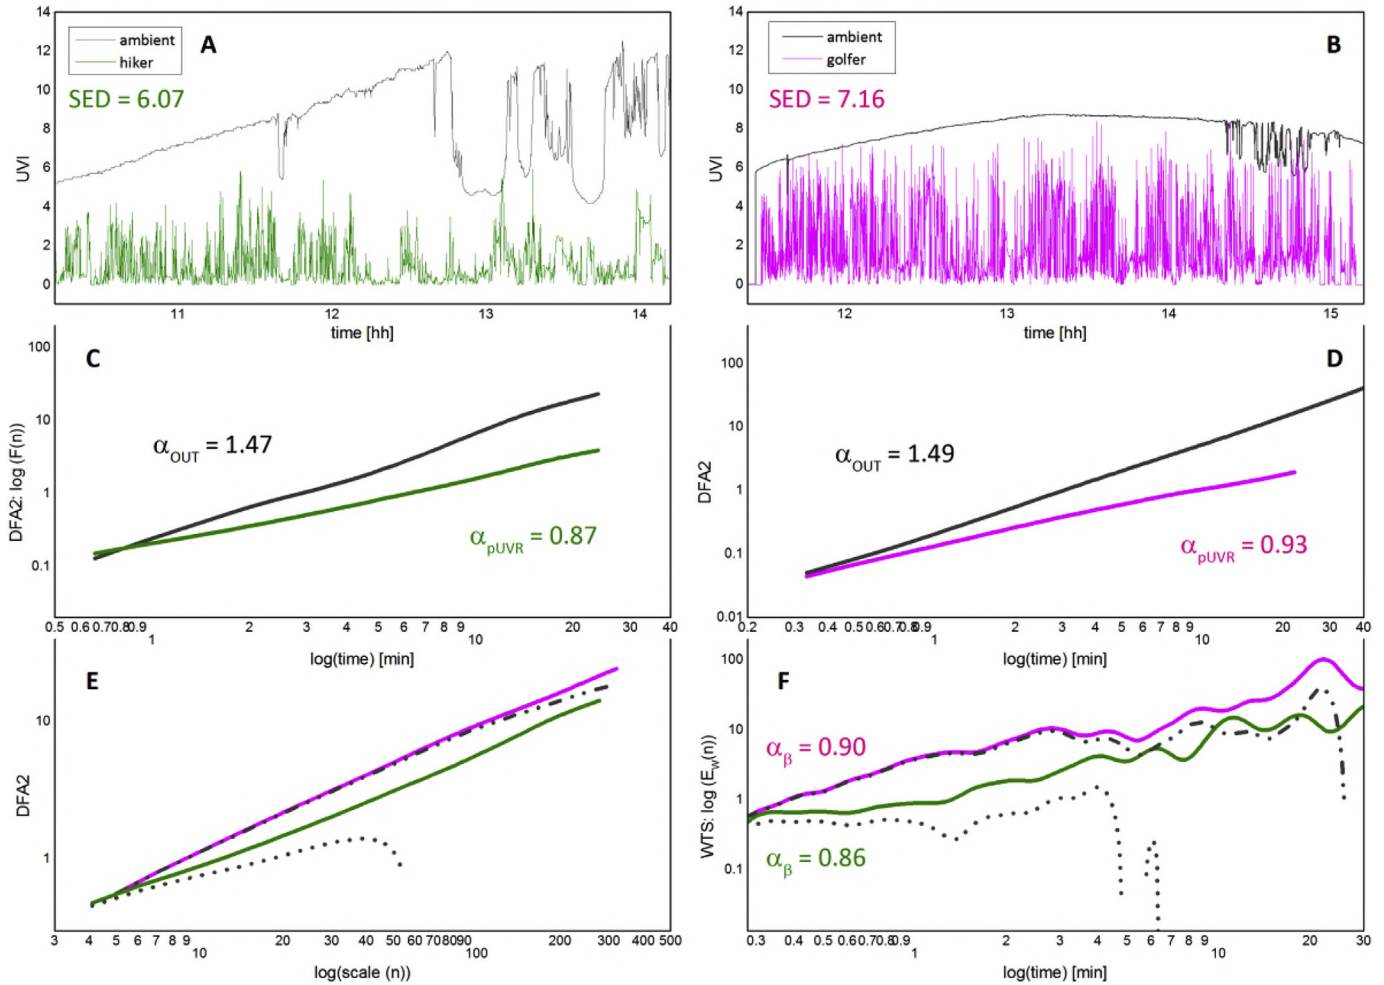 14
12
10
8
6
4
2
0
UVI
ambient
hiker
A
SED = 6.07
11 12 13 14
time [hh]
14
12
10
8
6
4
2
0
UVI
ambient
golfer
B
SED = 7.16
12 13 14 15
time [hh]
C
100
10
1
0.1
DFA2: log (F(n))
αOUT = 1.47
αpUVR = 0.87
0.5 0.6 0.7 0.8 0.9 1 2 3 4 5 6 7 8 9 10 20 30 40
log(time) [min]
D
100
10
1
0.1
0.01
DFA2
αOUT = 1.49
αpUVR = 0.93
0.2 0.3 0.4 0.5 0.6 0.7 0.8 0.9 1 2 3 4 5 6 7 8 9 10 20 30 40
log(time) [min]
E
10
1
DFA2
3 4 5 6 7 8 9 10 20 30 40 50 60 70 80 90 100 200 300 400 500
log(scale (n))
F
100
10
1
0.1
WTS: log (Ew(n))
αβ = 0.90
αβ = 0.86
0.3 0.4 0.5 0.6 0.7 0.8 0.9 1 2 3 4 5 6 7 8 9 10 20 30
log(time) [min]